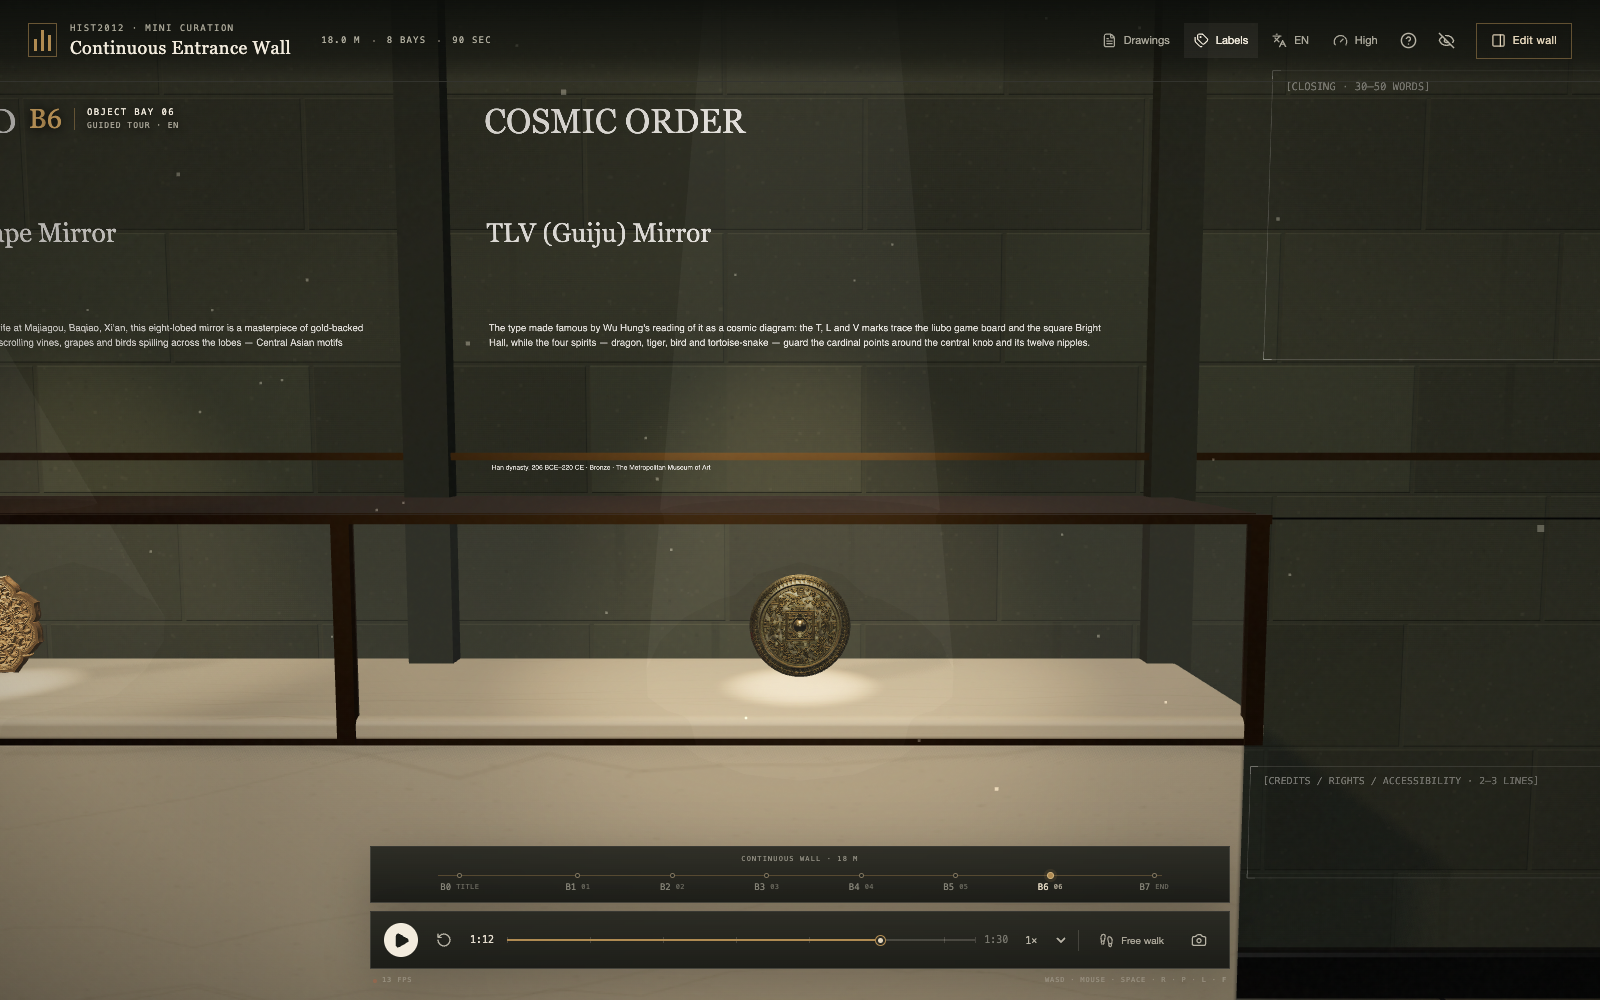 HIST2012 · MINI CURATION
Continuous Entrance Wall
18.0 M · 8 BAYS · 90 SEC
Drawings
Labels
EN
High
Edit wall
B6
OBJECT BAY 06
GUIDED TOUR · EN
COSMIC ORDER
[CLOSING · 30–50 WORDS]
Mirror
TLV (Guiju) Mirror
at Majiagou, Baqiao, Xi'an, this eight-lobed mirror is a masterpiece of gold-backed
scrolling vines, grapes and birds spilling across the lobes — Central Asian motifs
The type made famous by Wu Hung's reading of it as a cosmic diagram: the T, L and V marks trace the liubo game board and the square Bright
Hall, while the four spirits — dragon, tiger, bird and tortoise-snake — guard the cardinal points around the central knob and its twelve nipples.
Han dynasty, 206 BCE–220 CE · Bronze · The Metropolitan Museum of Art
[CREDITS / RIGHTS / ACCESSIBILITY · 2–3 LINES]
CONTINUOUS WALL · 18 M
B0 TITLE
B1 01
B2 02
B3 03
B4 04
B5 05
B6 06
B7 END
1:12
1:30
1×
Free walk
13 FPS
WASD · MOUSE · SPACE · R · P · L · F